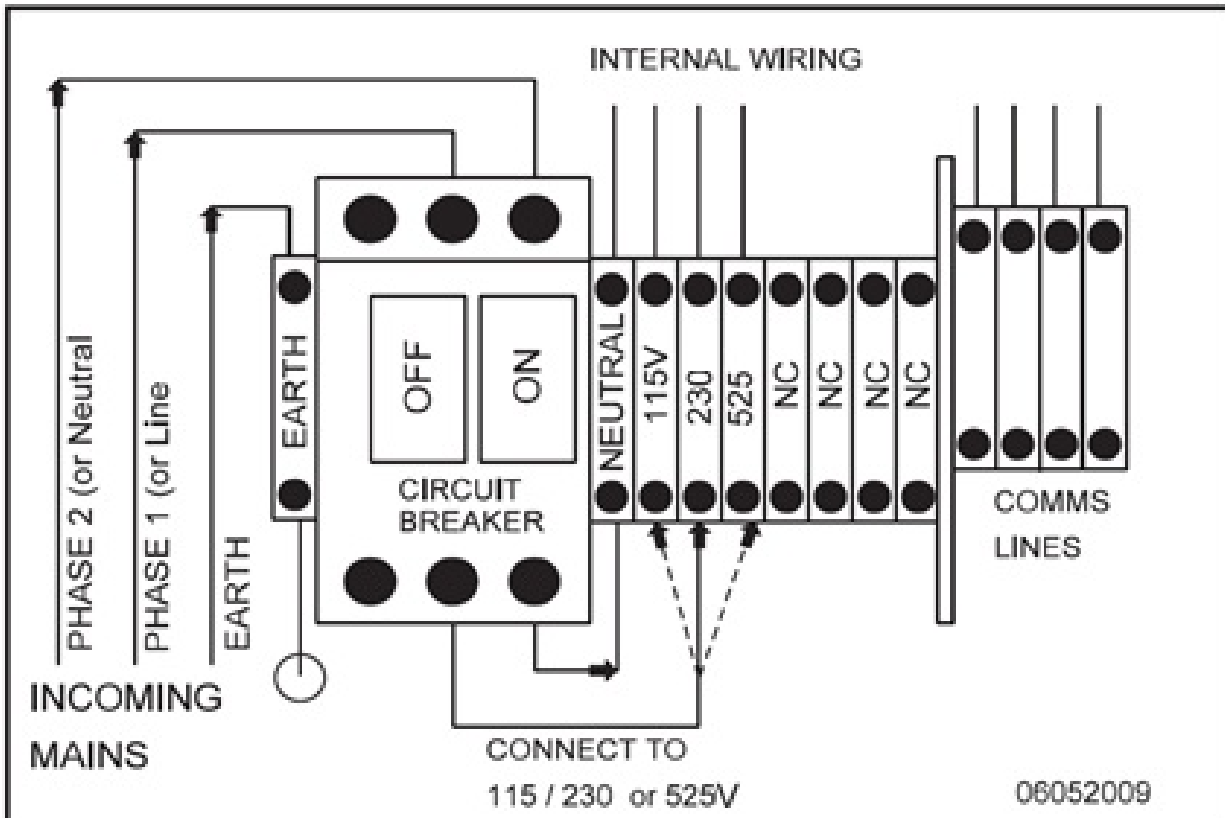 INTERNAL WIRING
PHASE 2 (or Neutral
PHASE 1 (or Line
EARTH
INCOMING
MAINS
EARTH
OFF
ON
CIRCUIT
BREAKER
NEUTRAL
115V
230
525
NC
NC
NC
NC
COMMS
LINES
CONNECT TO
115 / 230 or 525V
06052009